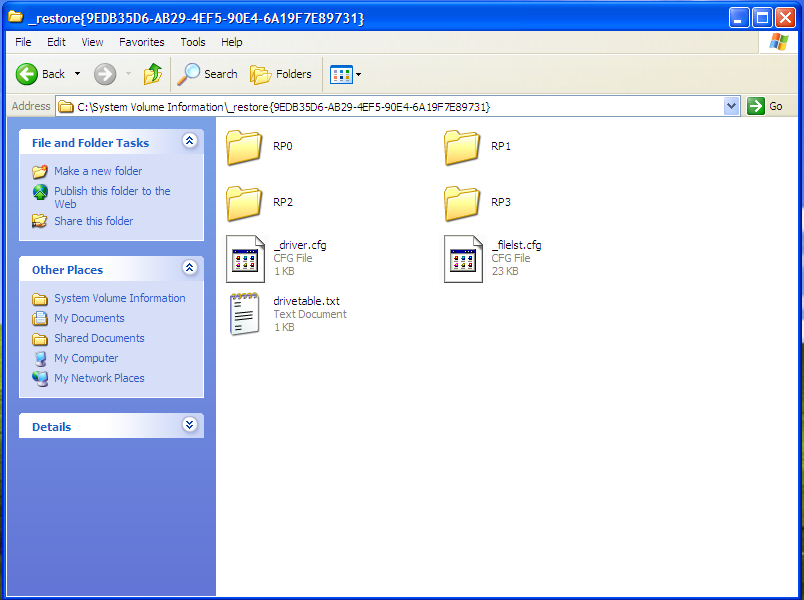 _restore{9EDB35D6-AB29-4EF5-90E4-6A19F7E89731}
File Edit View Favorites Tools Help
Back Search Folders
Address C:\System Volume Information\_restore{9EDB35D6-AB29-4EF5-90E4-6A19F7E89731} Go
File and Folder Tasks
Make a new folder
Publish this folder to the
Web
Share this folder
Other Places
System Volume Information
My Documents
Shared Documents
My Computer
My Network Places
Details
RP0
RP1
RP2
RP3
_driver.cfg
CFG File
1 KB
_filelst.cfg
CFG File
23 KB
drivetable.txt
Text Document
1 KB